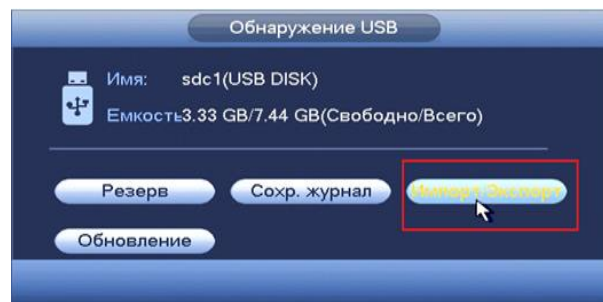 Обнаружение USB
Имя: sdc1(USB DISK)
Емкость3.33 GB/7.44 GB(Свободно/Всего)
Резерв Сохр. журнал Импорт/Экспорт
Обновление